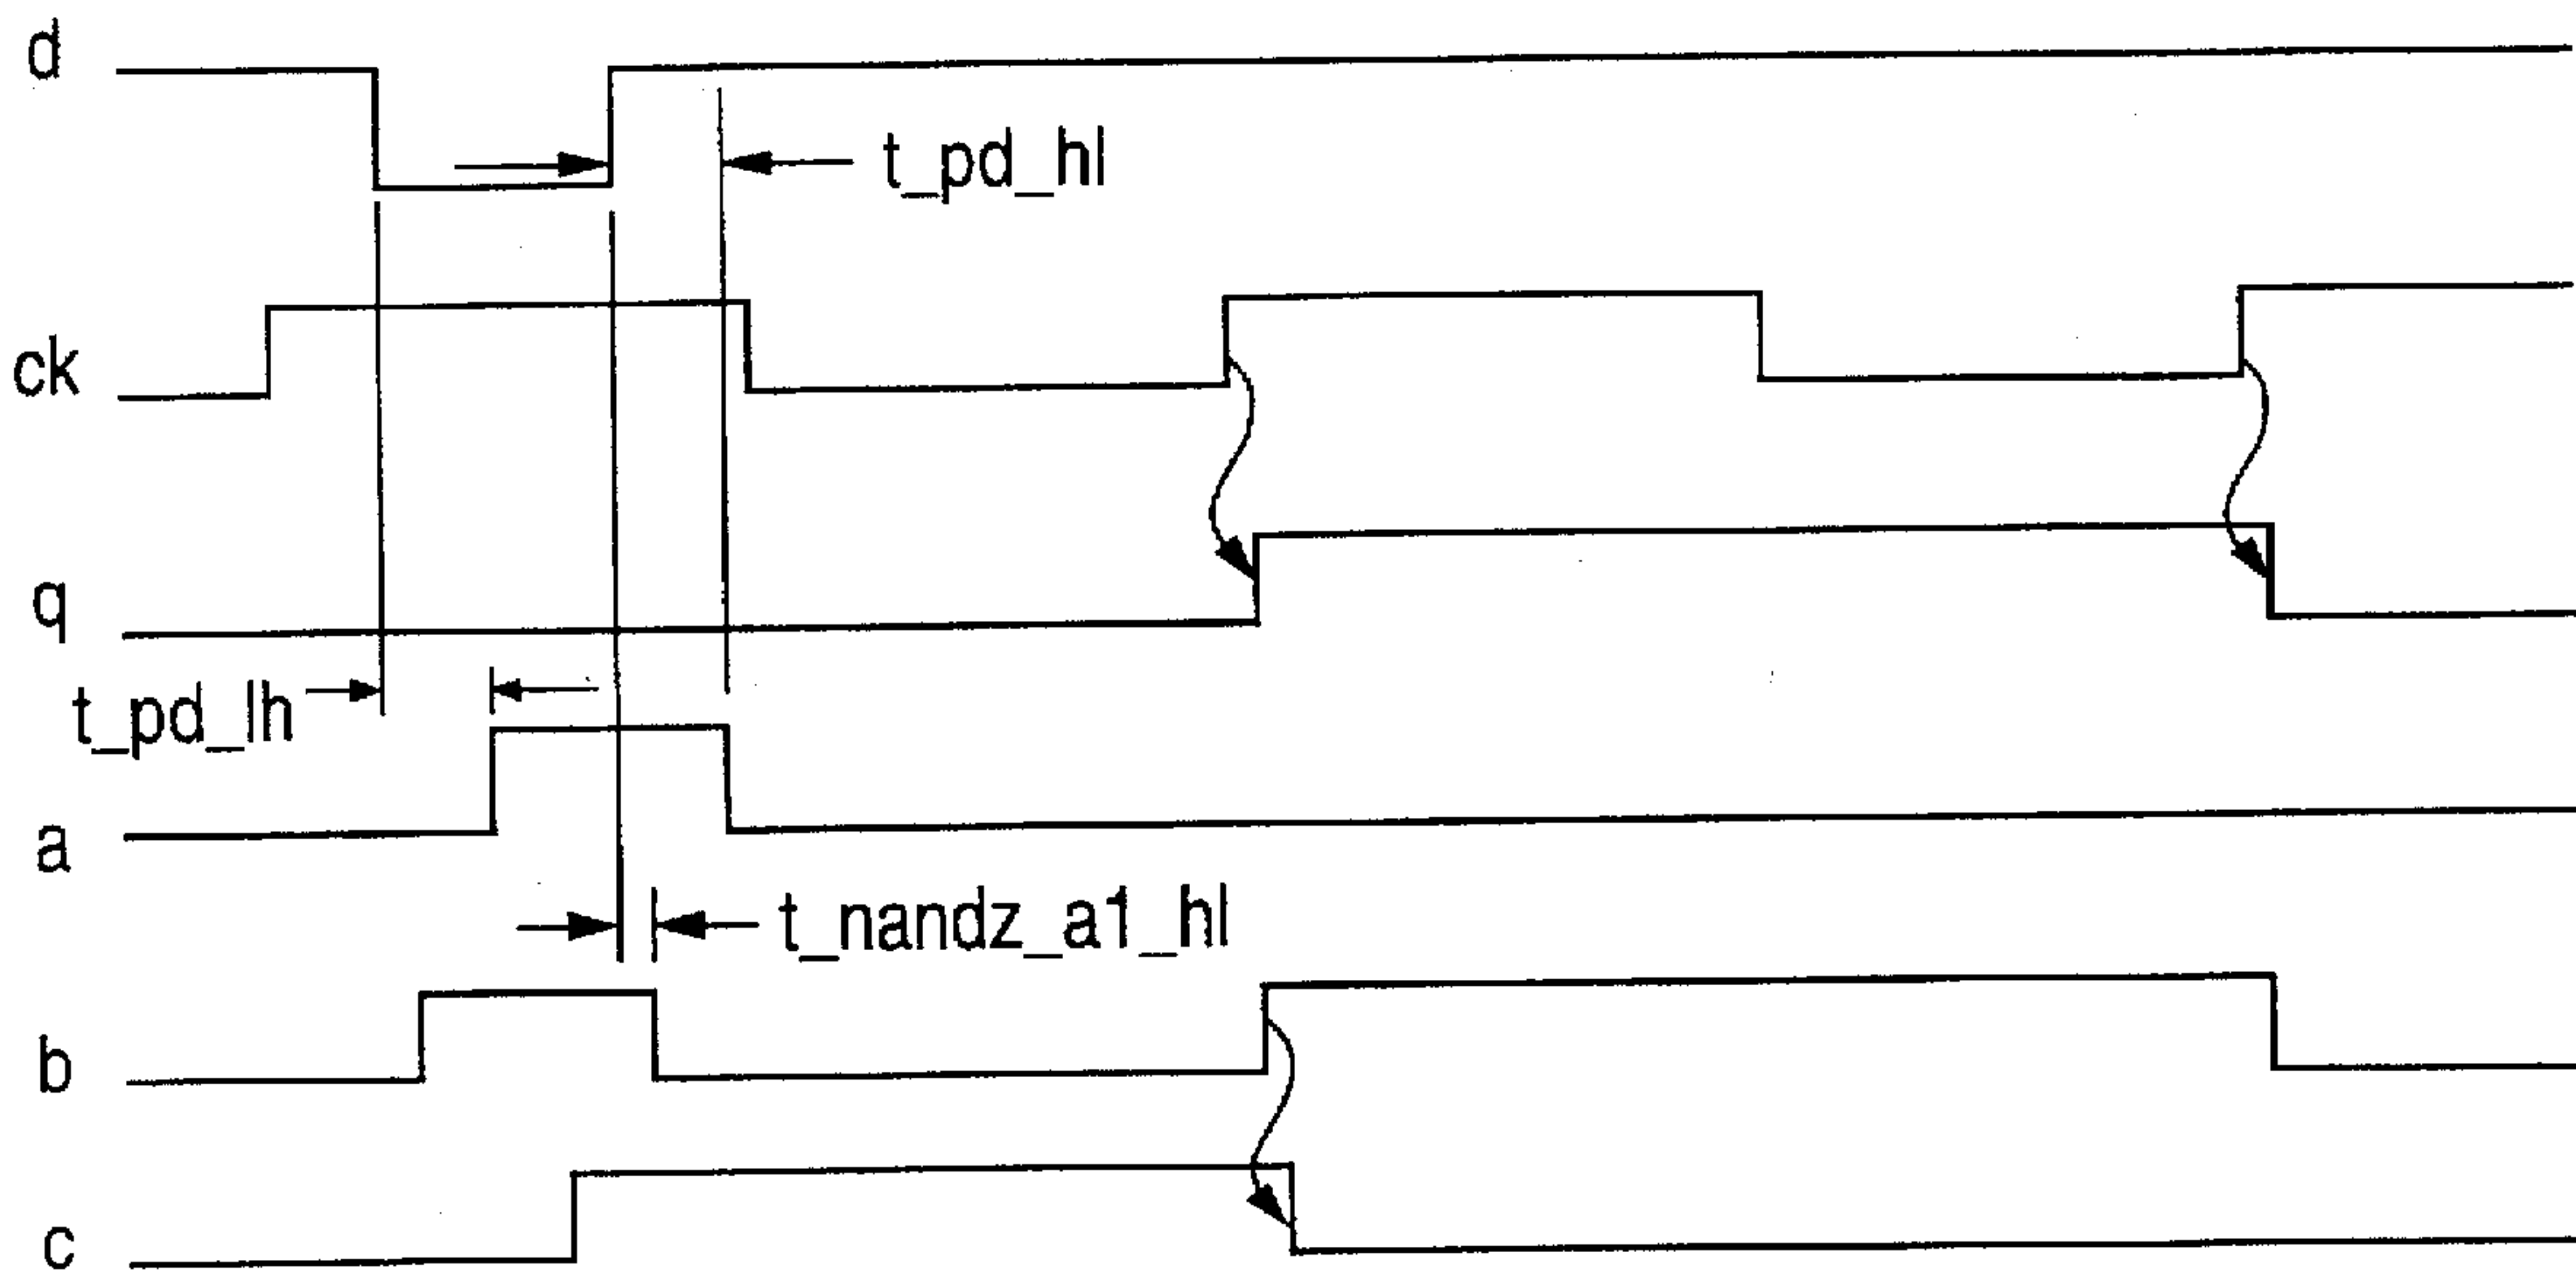 d
t_pd_hl
ck
q
t_pd_lh
a
t_nandz_a1_hl
b
c